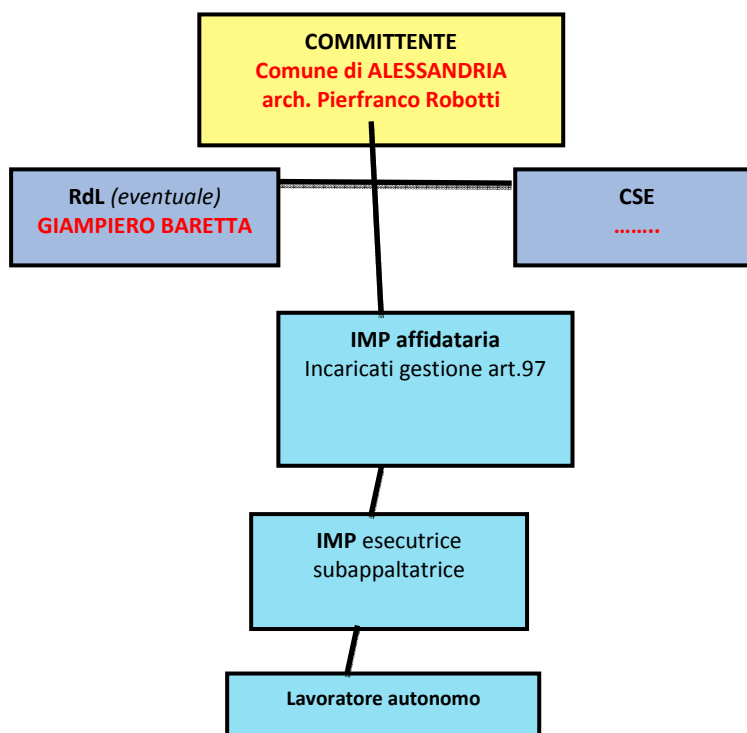 COMMITTENTE
Comune di ALESSANDRIA
arch. Pierfranco Robotti
RdL (eventuale)
GIAMPIERO BARETTA
CSE
........
IMP affidataria
Incaricati gestione art.97
IMP esecutrice
subappaltatrice
Lavoratore autonomo